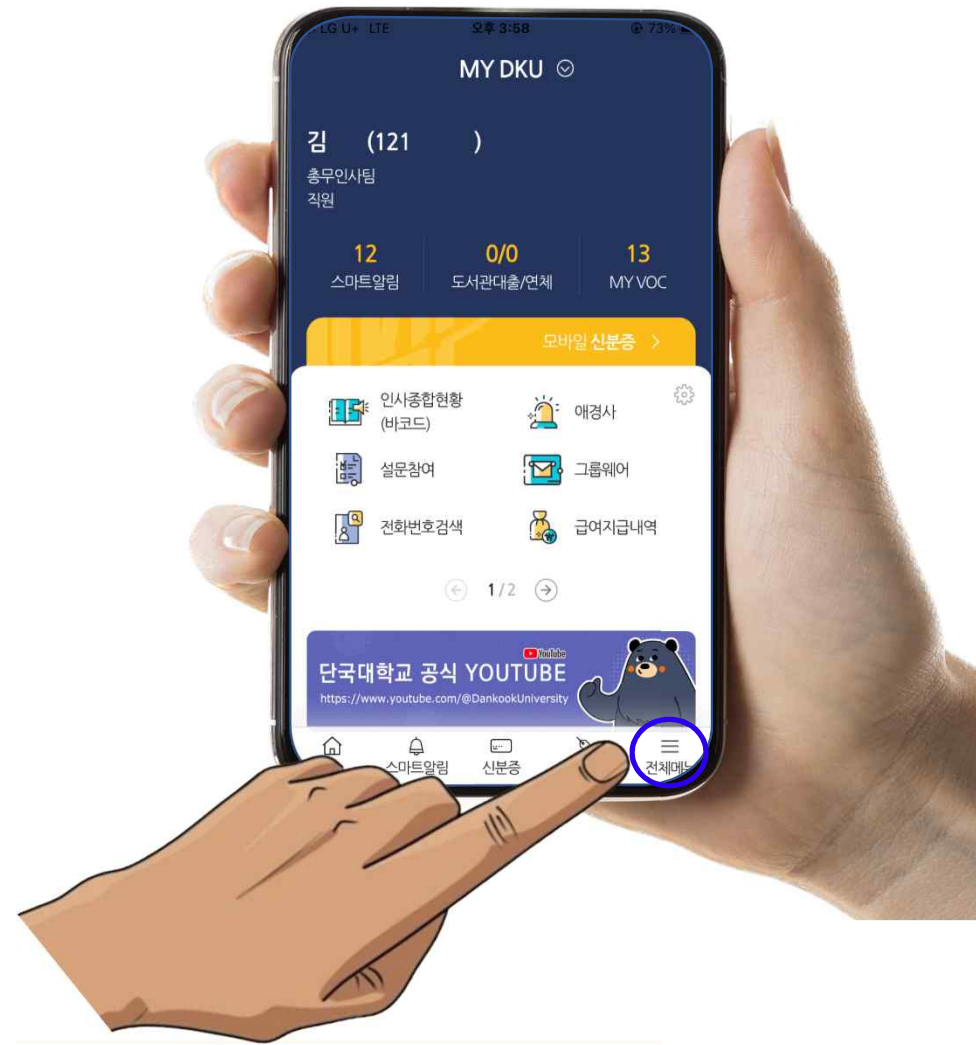 LG U+ LTE 오후 3:58 73%
MY DKU
김 (121 )
총무인사팀
직원
12 0/0 13
스마트알림 도서관대출/연체 MY VOC
모바일 신분증 >
인사종합현황 애경사
(바코드)
설문참여 그룹웨어
전화번호검색 급여지급내역
1/2
YouTube
단국대학교 공식 YOUTUBE
https://www.youtube.com/@DankookUniversity
스마트알림 신분증 전체메뉴